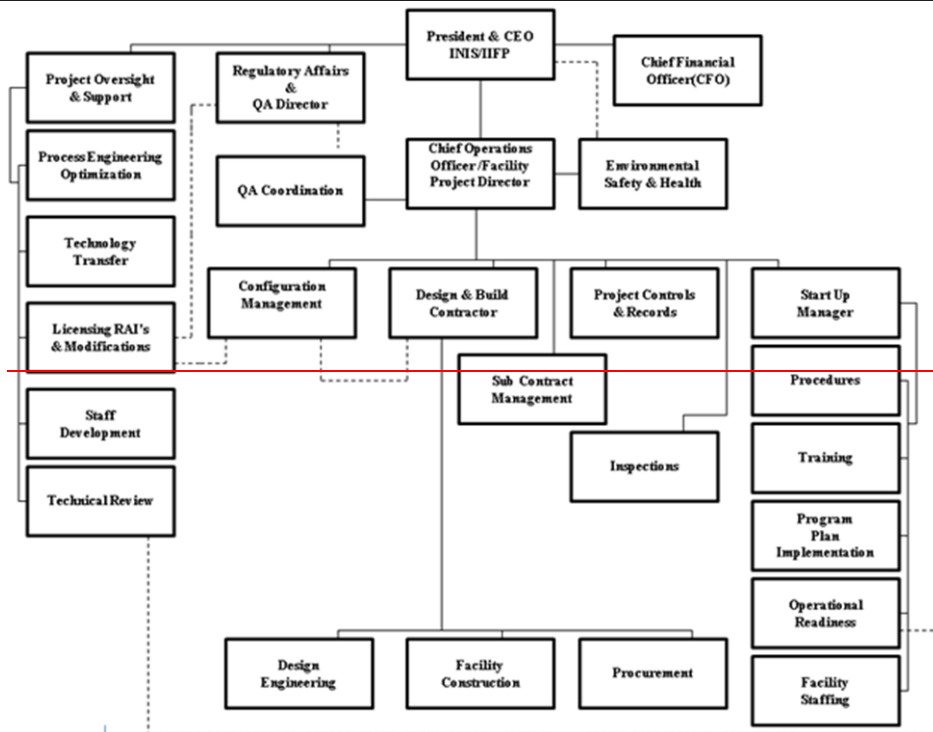 President & CEO
INIS/IIFP
Chief Financial
Officer(CFO)
Project Oversight
& Support
Regulatory Affairs
&
QA Director
Process Engineering
Optimization
QA Coordination
Chief Operations
Officer/Facility
Project Director
Environmental
Safety & Health
Technology
Transfer
Configuration
Management
Design & Build
Contractor
Project Controls
& Records
Start Up
Manager
Licensing RAI's
& Modifications
Sub Contract
Management
Procedures
Staff
Development
Inspections
Training
Technical Review
Program
Plan
Implementation
Operational
Readiness
Design
Engineering
Facility
Construction
Procurement
Facility
Staffing